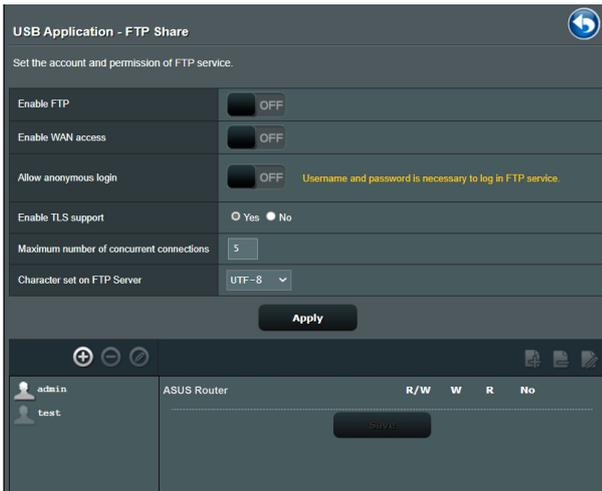 USB Application - FTP Share
Set the account and permission of FTP service.
Enable FTP OFF
Enable WAN access OFF
Allow anonymous login OFF Username and password is necessary to log in FTP service.
Enable TLS support Yes No
Maximum number of concurrent connections 5
Character set on FTP Server UTF-8
Apply
admin ASUS Router R/W W R No
test
Save